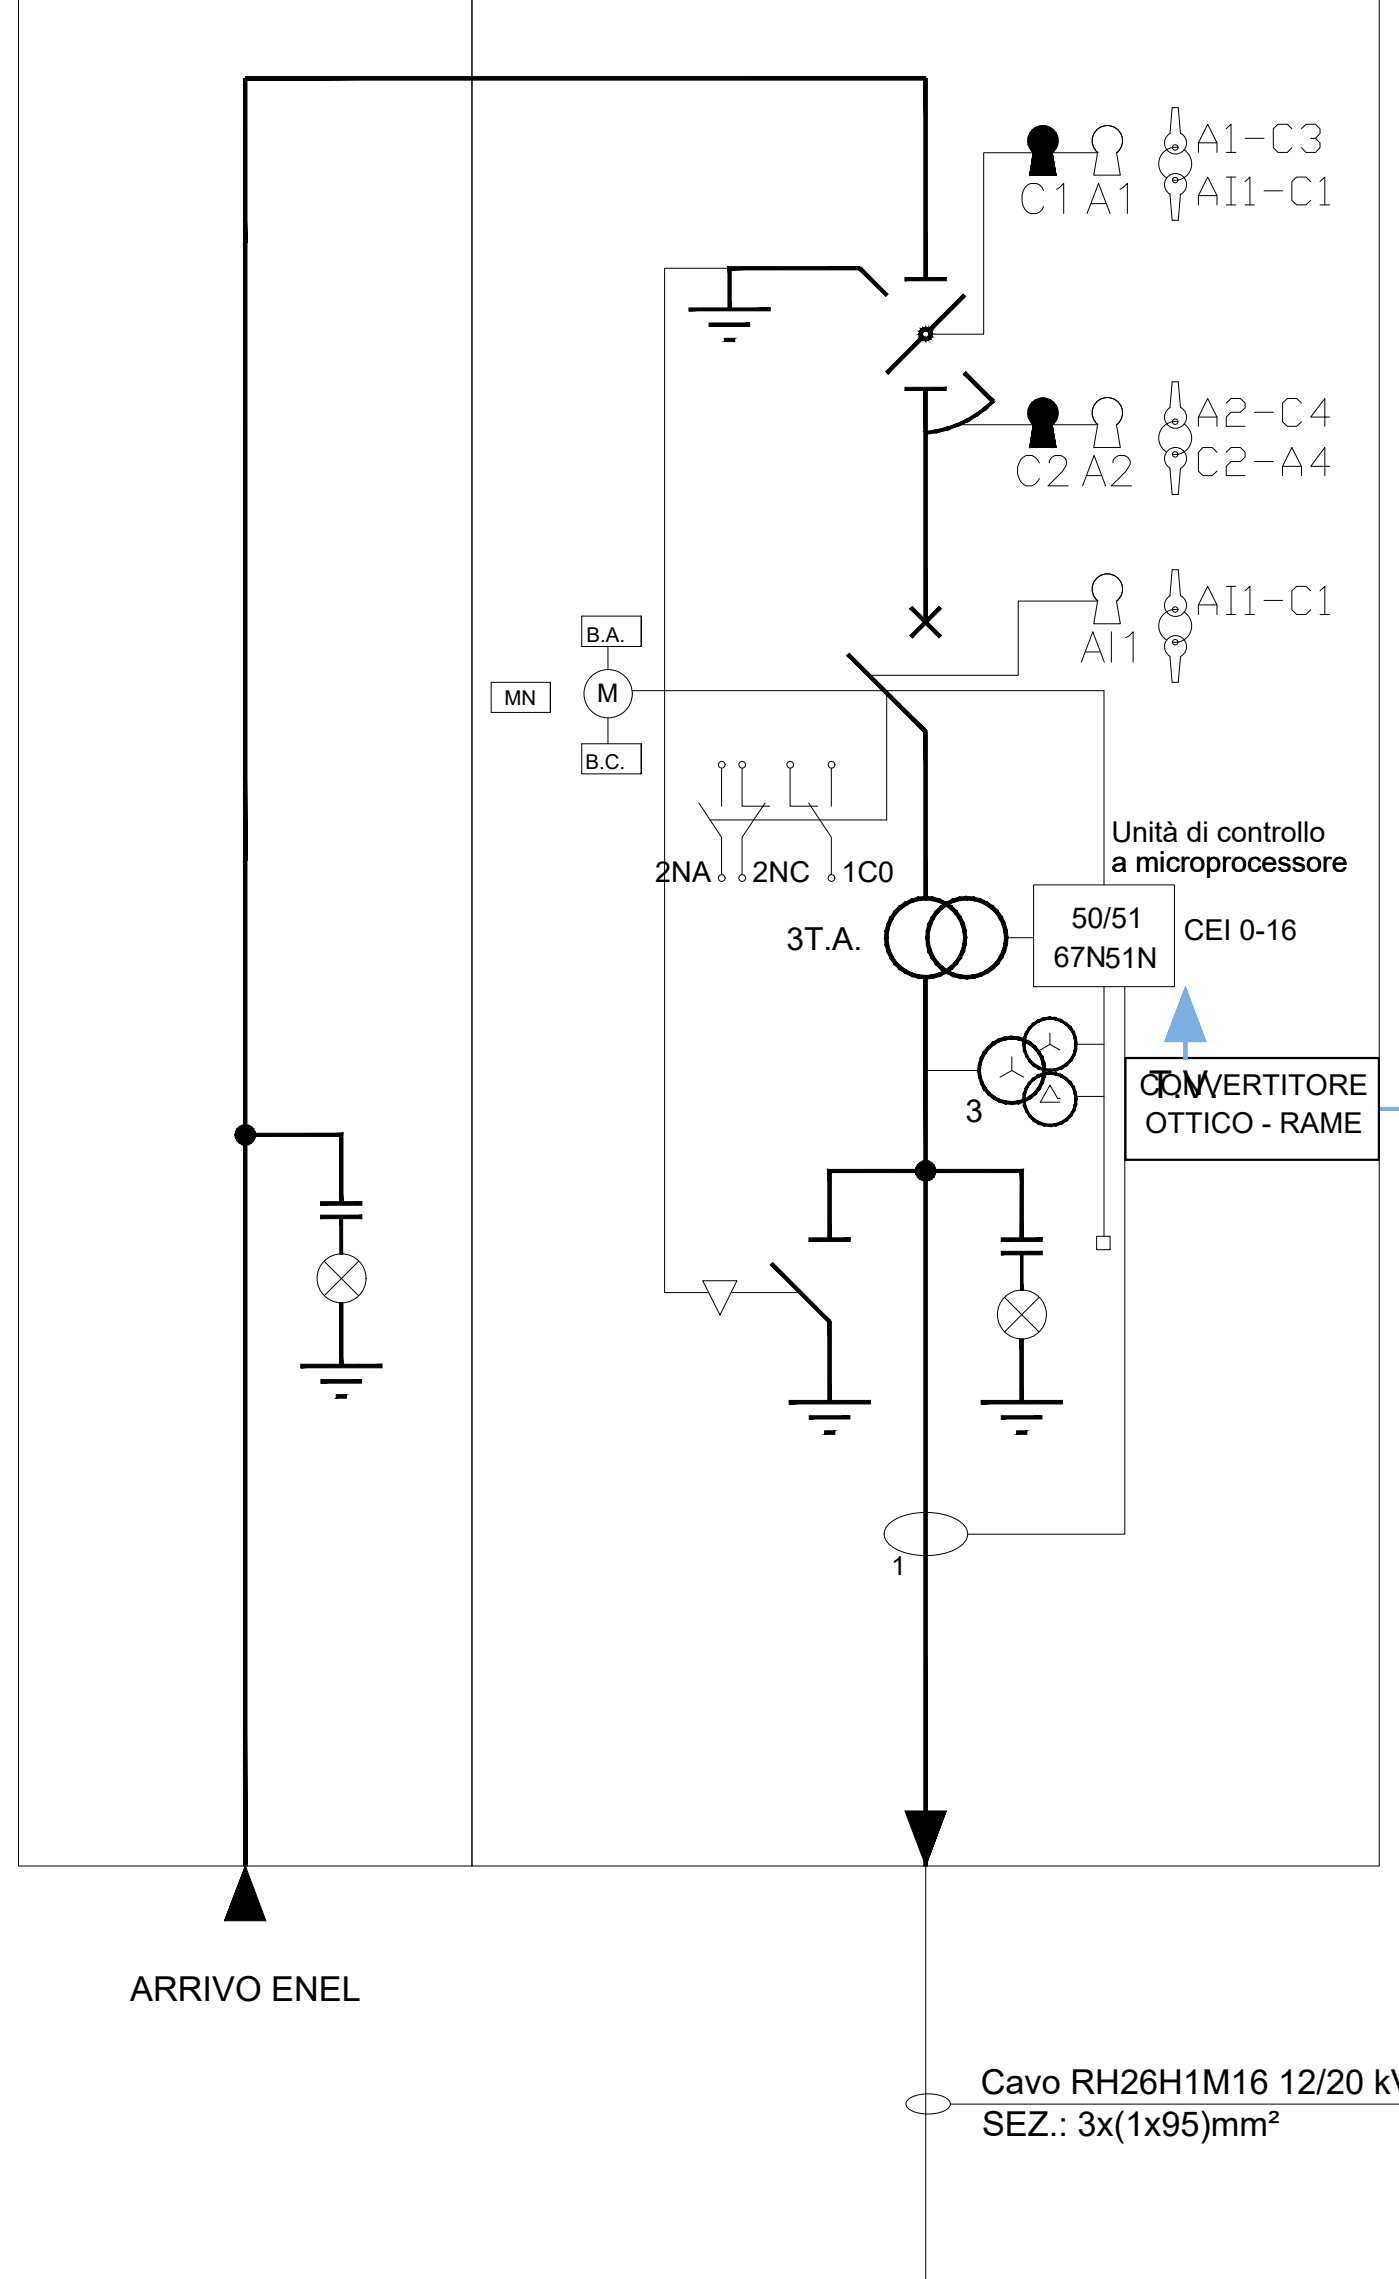 A1-C3
AI1-C1
C1 A1
A2-C4
C2-A4
C2 A2
AI1-C1
AI1
B.A.
MN
M
B.C.
2NA
2NC
1C0
Unità di controllo
a microprocessore
50/51
67N51N
CEI 0-16
3T.A.
T.V.
CONVERTITORE
OTTICO - RAME
3
1
ARRIVO ENEL
Cavo RH26H1M16 12/20 kV
SEZ.: 3x(1x95)mm²